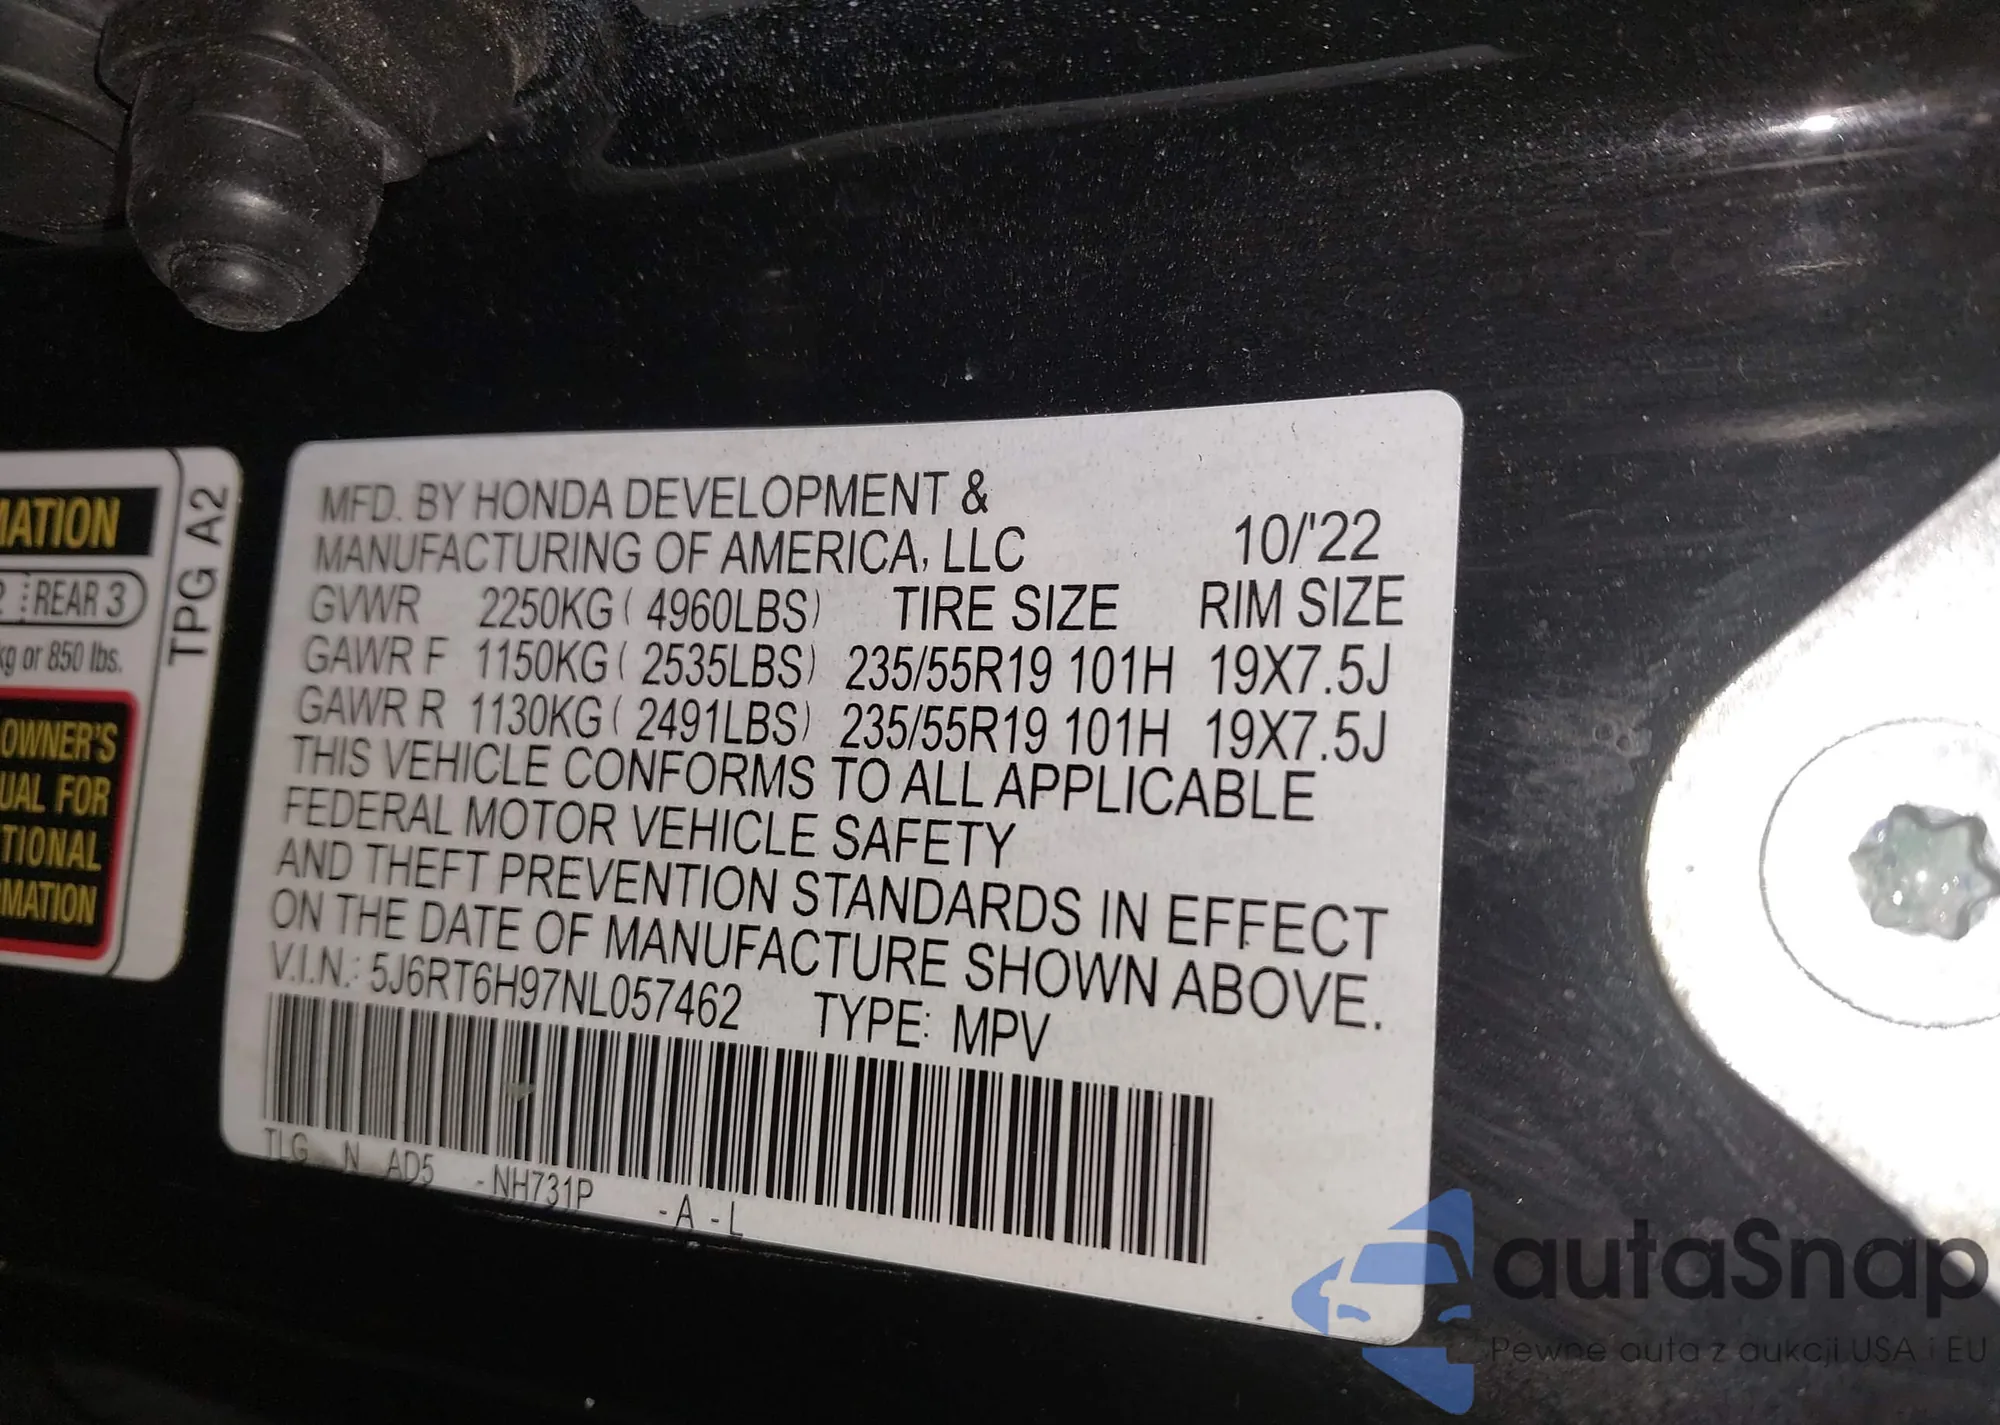 MATION
2 REAR 3
kg or 850 lbs.
OWNER'S
UAL FOR
TIONAL
MATION
TPG A2
MFD. BY HONDA DEVELOPMENT &
MANUFACTURING OF AMERICA, LLC 10/'22
GVWR 2250KG ( 4960LBS) TIRE SIZE RIM SIZE
GAWR F 1150KG ( 2535LBS) 235/55R19 101H 19X7.5J
GAWR R 1130KG ( 2491LBS) 235/55R19 101H 19X7.5J
THIS VEHICLE CONFORMS TO ALL APPLICABLE
FEDERAL MOTOR VEHICLE SAFETY
AND THEFT PREVENTION STANDARDS IN EFFECT
ON THE DATE OF MANUFACTURE SHOWN ABOVE.
V.I.N.: 5J6RT6H97NL057462 TYPE: MPV
TLG N AD5 -NH731P -A -L
autaSnap
Pewne auta z aukcji USA i EU